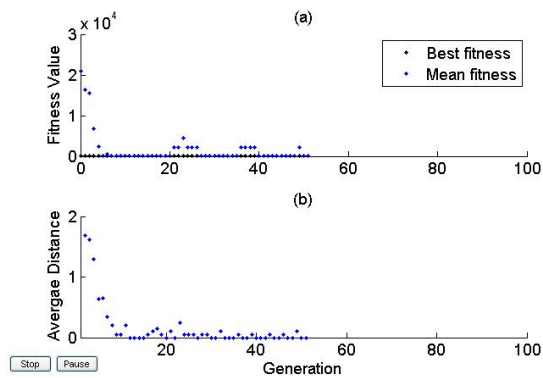 (a)
x 10^4
3
2
1
0
Fitness Value
Best fitness
Mean fitness
0 20 40 60 80 100
(b)
2
1
0
Avergae Distance
20 40 60 80 100
Generation
Stop Pause